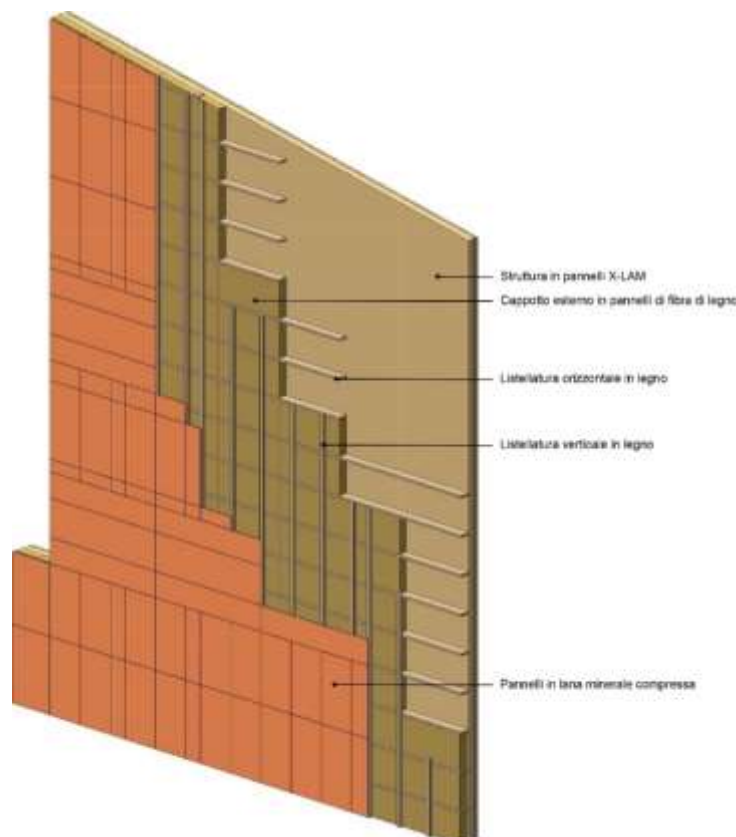 Struttura in pannelli X-LAM
Cappotto esterno in pannelli di fibra di legno
Listellatura orizzontale in legno
Listellatura verticale in legno
Pannelli in lana minerale compressa